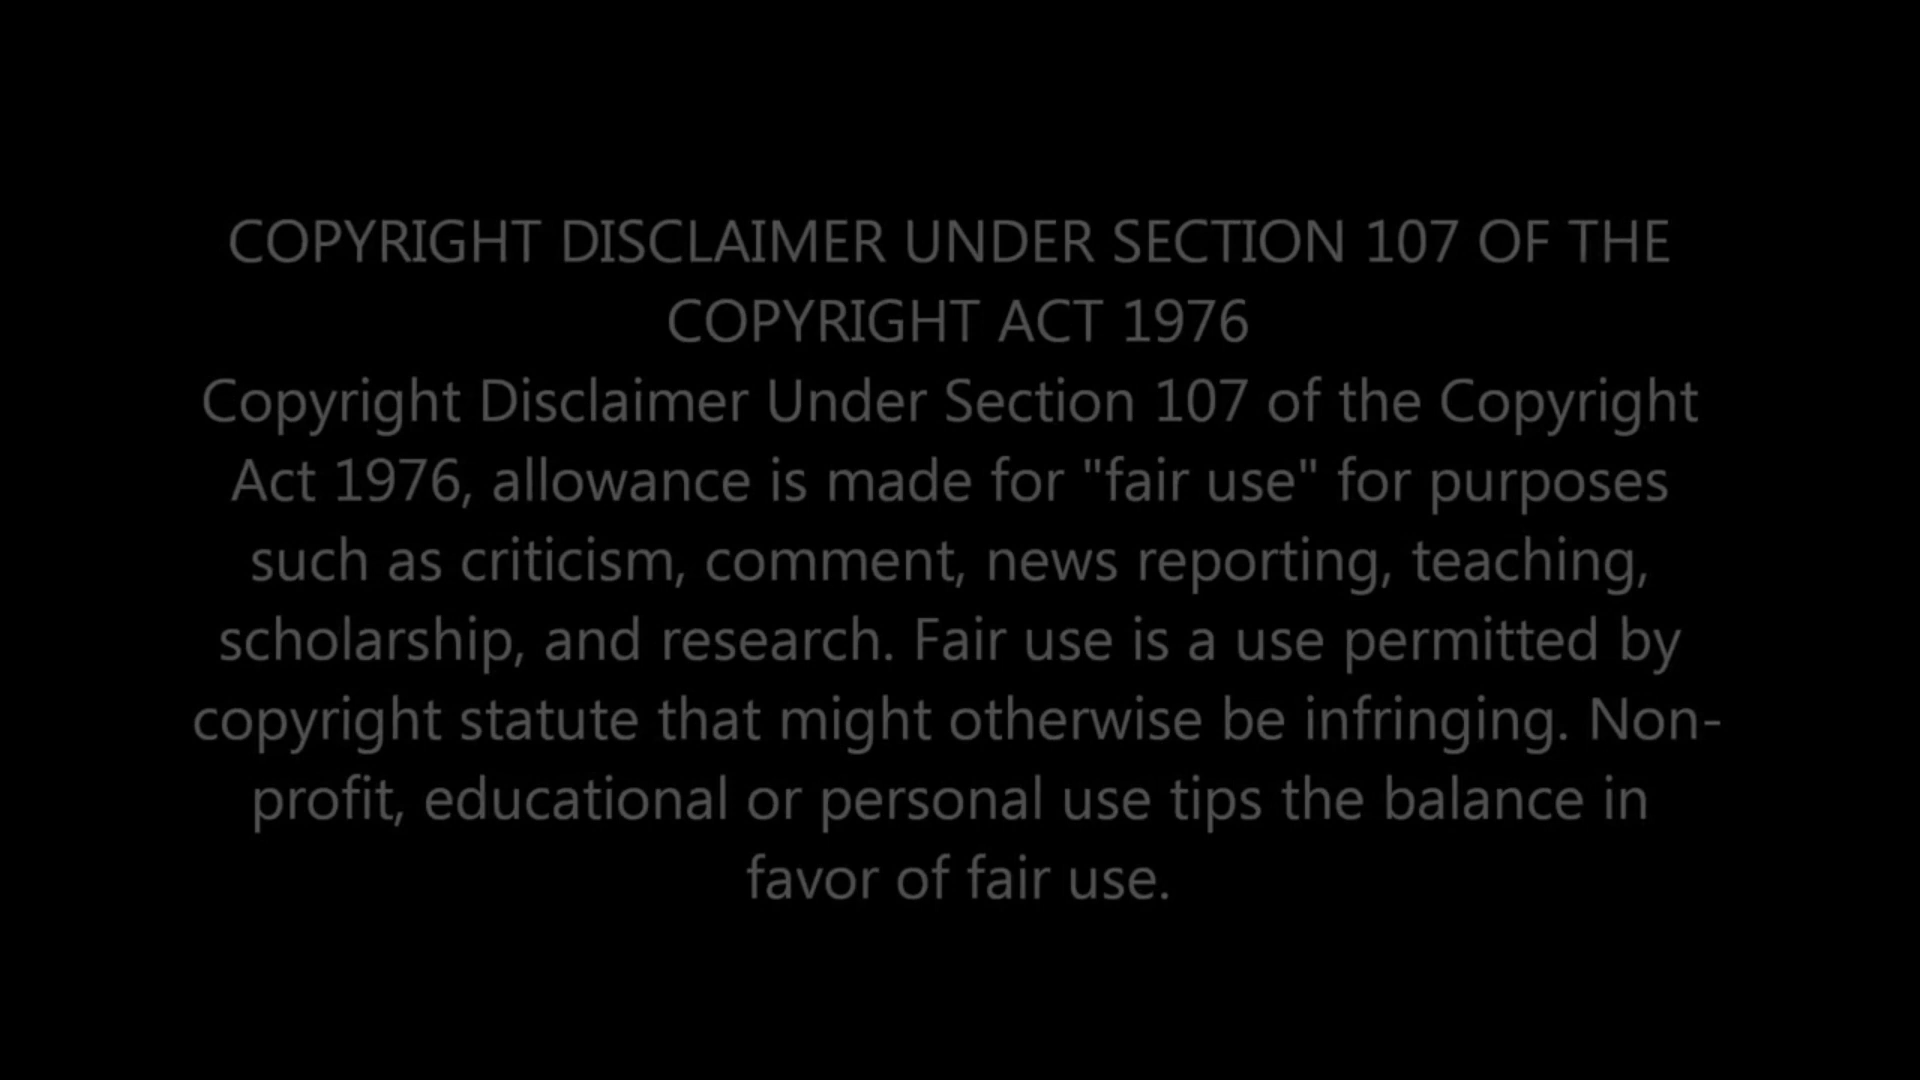 COPYRIGHT DISCLAIMER UNDER SECTION 107 OF THE
COPYRIGHT ACT 1976
Copyright Disclaimer Under Section 107 of the Copyright
Act 1976, allowance is made for "fair use" for purposes
such as criticism, comment, news reporting, teaching,
scholarship, and research. Fair use is a use permitted by
copyright statute that might otherwise be infringing. Non-
profit, educational or personal use tips the balance in
favor of fair use.